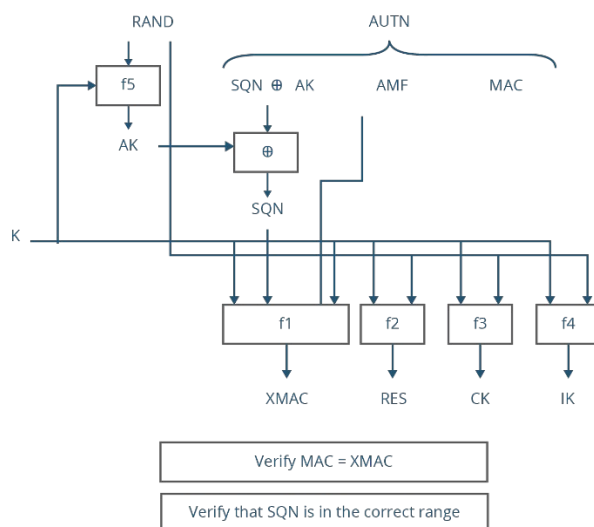 RAND AUTN
f5 SQN ⊕ AK AMF MAC
AK ⊕
SQN
K
f1 f2 f3 f4
XMAC RES CK IK
Verify MAC = XMAC
Verify that SQN is in the correct range